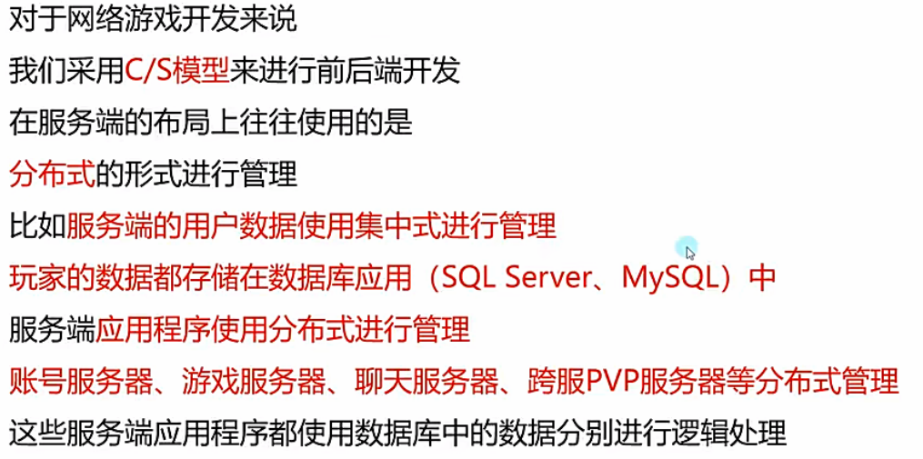 对于网络游戏开发来说
我们采用C/S模型来进行前后端开发
在服务端的布局上往往使用的是
分布式的形式进行管理
比如服务端的用户数据使用集中式进行管理
玩家的数据都存储在数据库应用（SQL Server、MySQL）中
服务端应用程序使用分布式进行管理
账号服务器、游戏服务器、聊天服务器、跨服PVP服务器等分布式管理
这些服务端应用程序都使用数据库中的数据分别进行逻辑处理